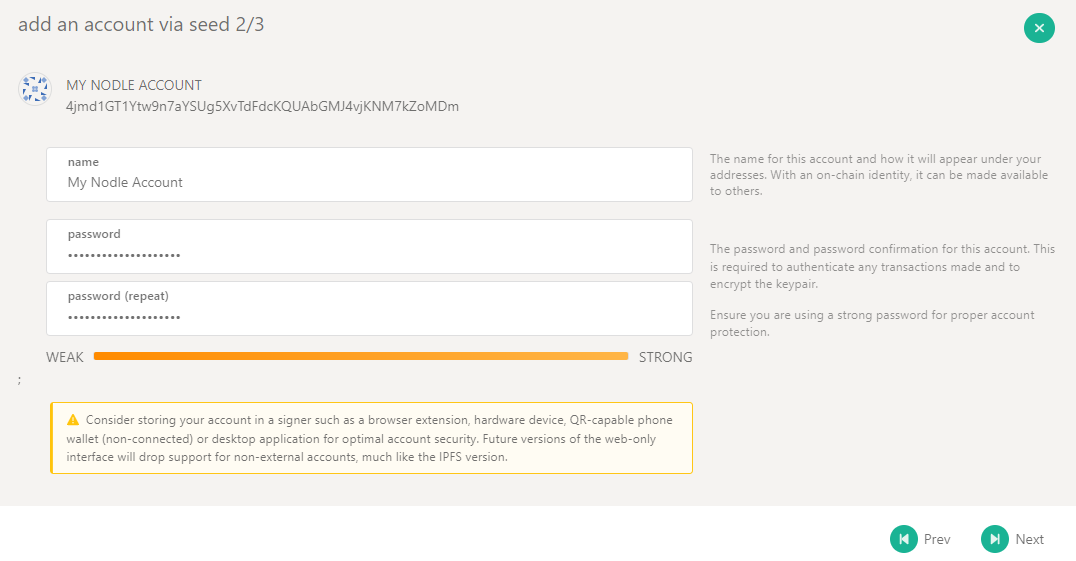 add an account via seed 2/3
MY NODLE ACCOUNT
4jmd1GT1Ytw9n7aYSUg5XvTdFdcKQUAbGMJ4vjKNM7kZoMDm
name
My Nodle Account
The name for this account and how it will appear under your
addresses. With an on-chain identity, it can be made available
to others.
password
••••••••••••••••••••
password (repeat)
••••••••••••••••••••
The password and password confirmation for this account. This
is required to authenticate any transactions made and to
encrypt the keypair.
Ensure you are using a strong password for proper account
protection.
WEAK STRONG
;
Consider storing your account in a signer such as a browser extension, hardware device, QR-capable phone
wallet (non-connected) or desktop application for optimal account security. Future versions of the web-only
interface will drop support for non-external accounts, much like the IPFS version.
Prev Next